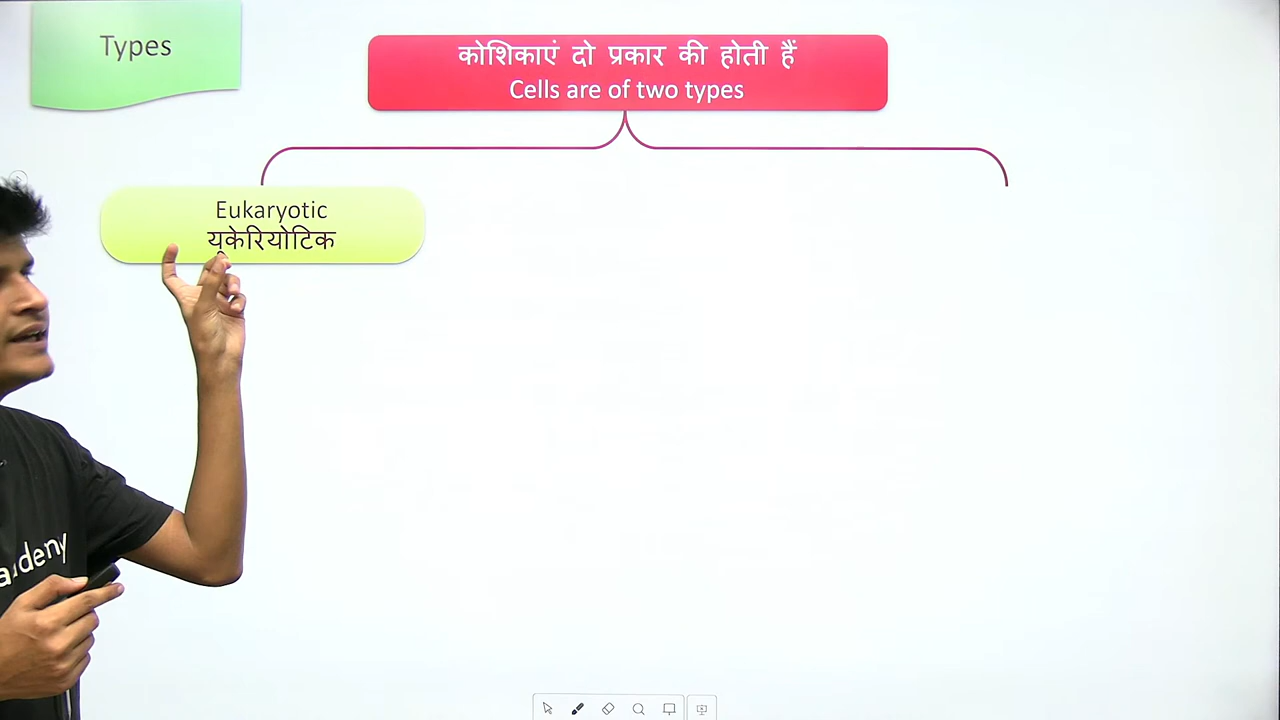 Types
कोशिकाएं दो प्रकार की होती हैं
Cells are of two types
Eukaryotic
यूकेरियोटिक